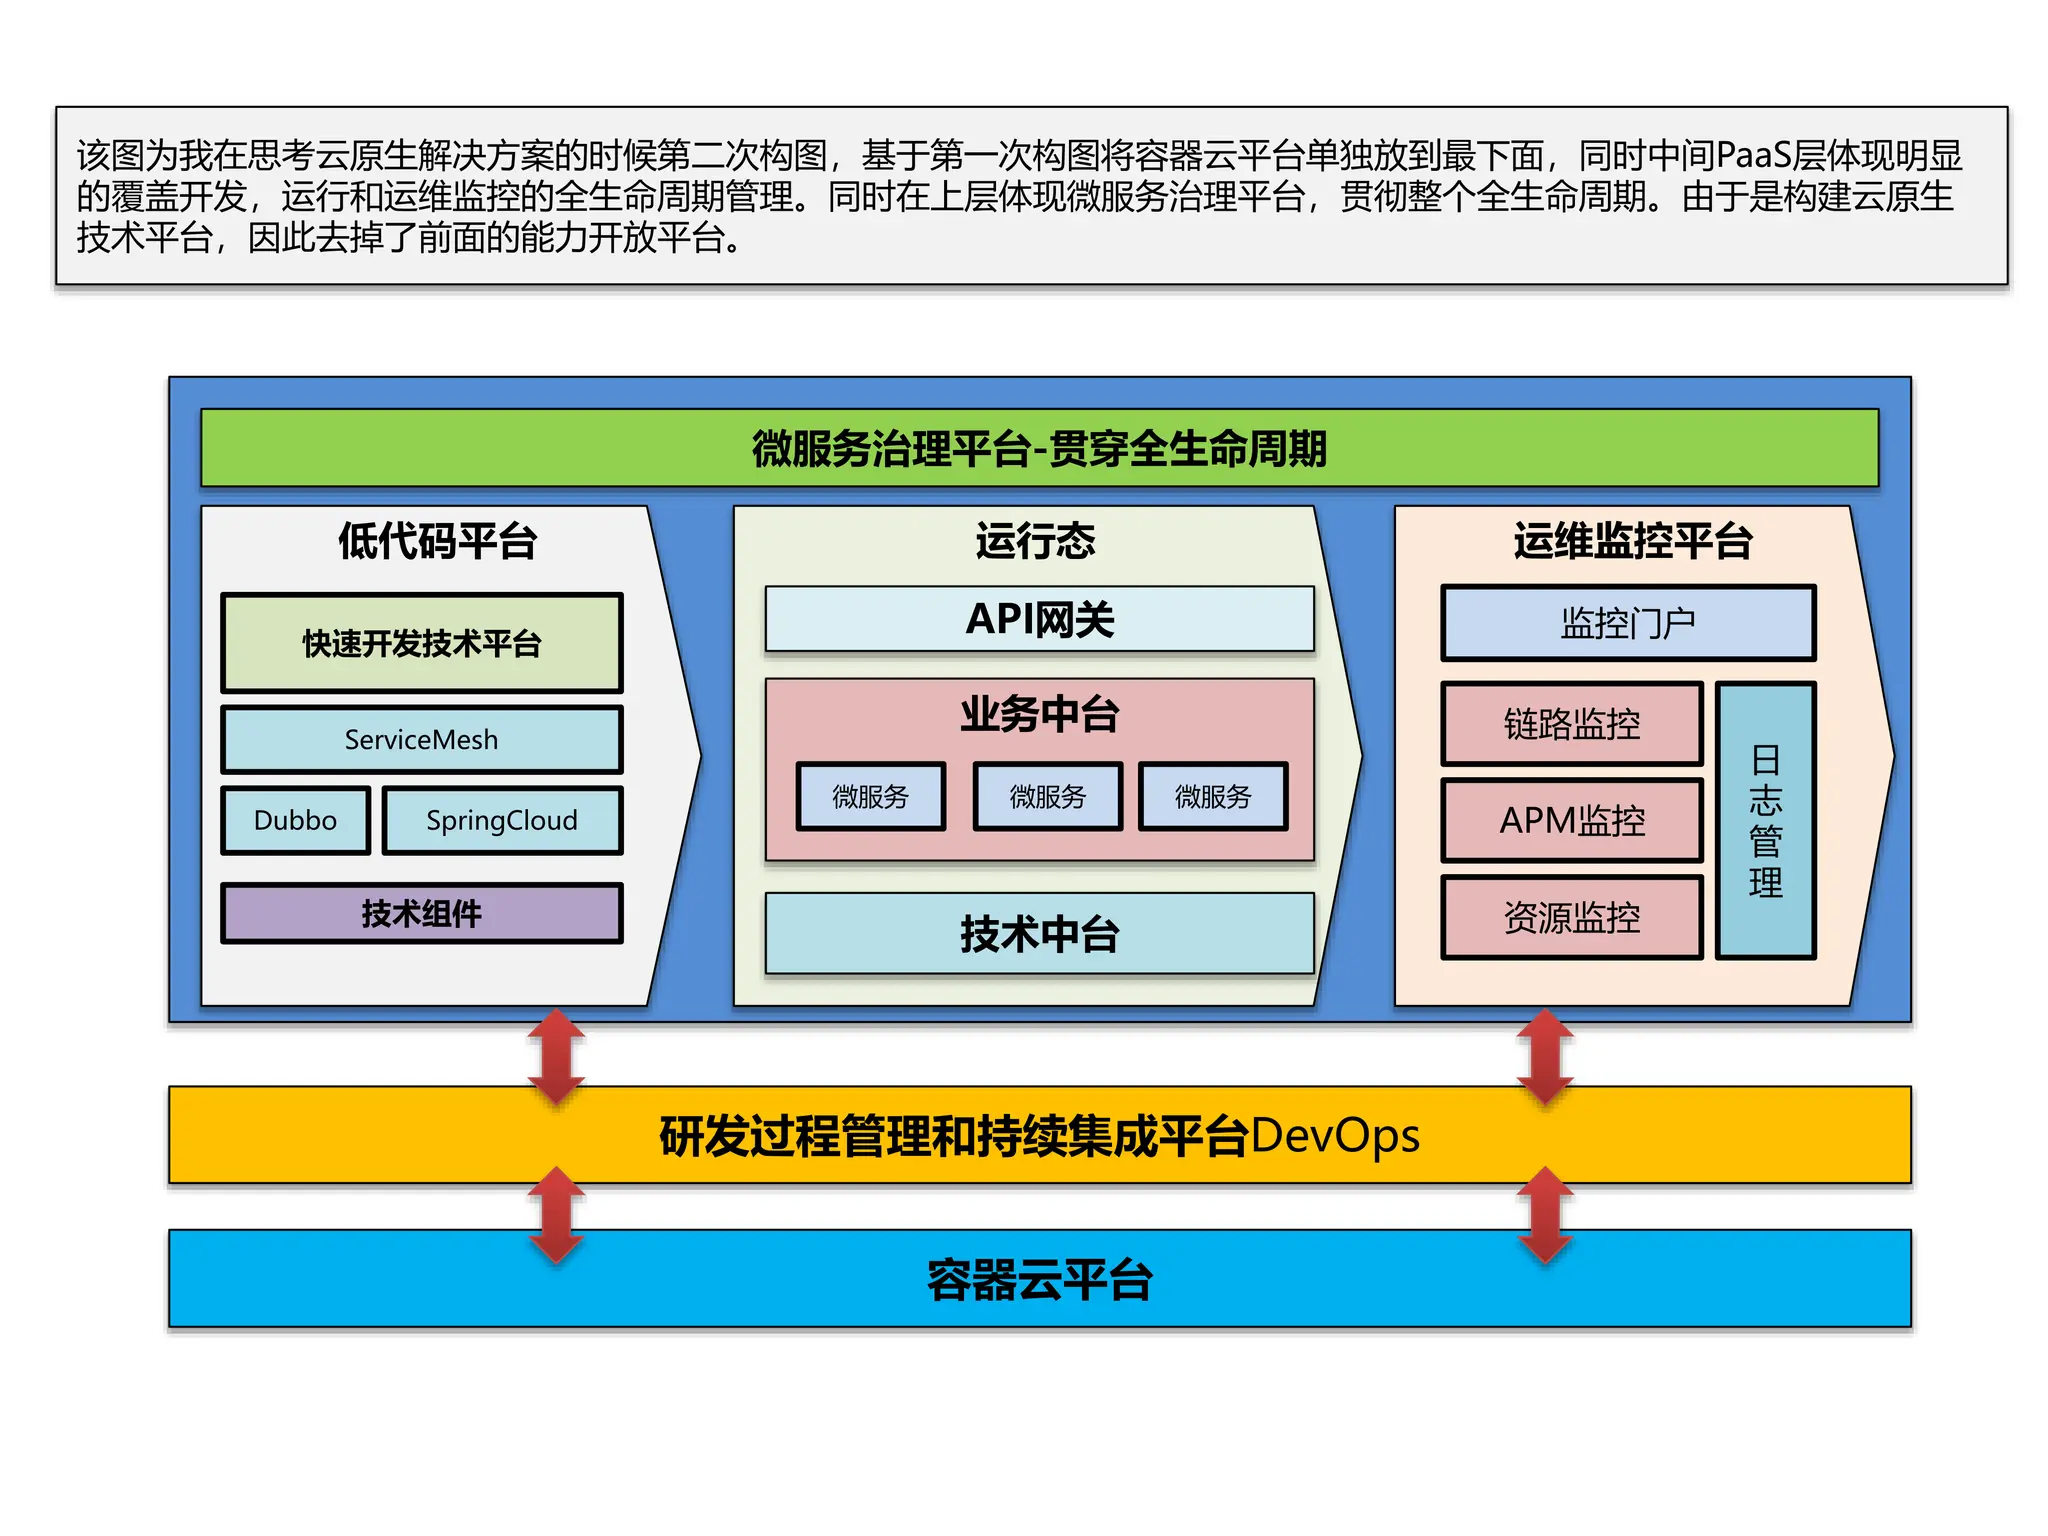 该图为我在思考云原生解决方案的时候第二次构图，基于第一次构图将容器云平台单独放到最下面，同时中间PaaS层体现明显
的覆盖开发，运行和运维监控的全生命周期管理。同时在上层体现微服务治理平台，贯彻整个全生命周期。由于是构建云原生
技术平台，因此去掉了前面的能力开放平台。
微服务治理平台-贯穿全生命周期
低代码平台
快速开发技术平台
ServiceMesh
Dubbo
SpringCloud
技术组件
运行态
API网关
业务中台
微服务
微服务
微服务
技术中台
运维监控平台
监控门户
链路监控
APM监控
资源监控
日志管理
研发过程管理和持续集成平台DevOps
容器云平台